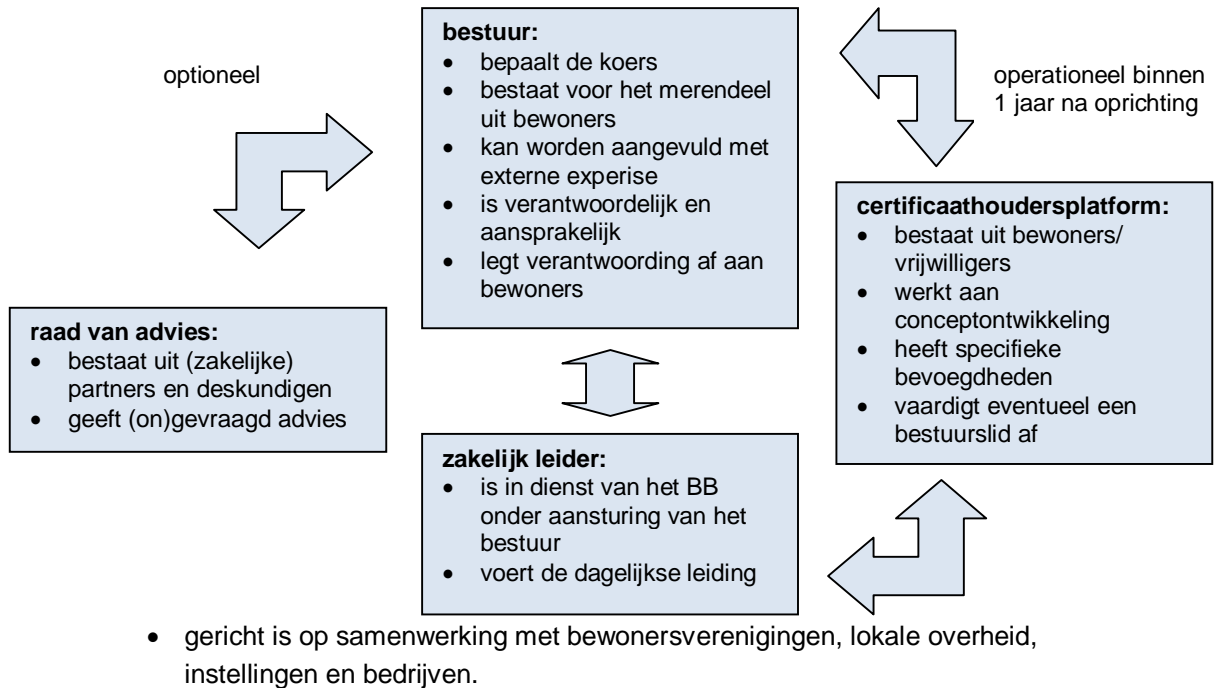 optioneel
bestuur:
• bepaalt de koers
• bestaat voor het merendeel
uit bewoners
• kan worden aangevuld met
externe experise
• is verantwoordelijk en
aansprakelijk
• legt verantwoording af aan
bewoners
operationeel binnen
1 jaar na oprichting
raad van advies:
• bestaat uit (zakelijke)
partners en deskundigen
• geeft (on)gevraagd advies
certificaathoudersplatform:
• bestaat uit bewoners/
vrijwilligers
• werkt aan
conceptontwikkeling
• heeft specifieke
bevoegdheden
• vaardigt eventueel een
bestuurslid af
zakelijk leider:
• is in dienst van het BB
onder aansturing van het
bestuur
• voert de dagelijkse leiding
• gericht is op samenwerking met bewonersverenigingen, lokale overheid,
instellingen en bedrijven.